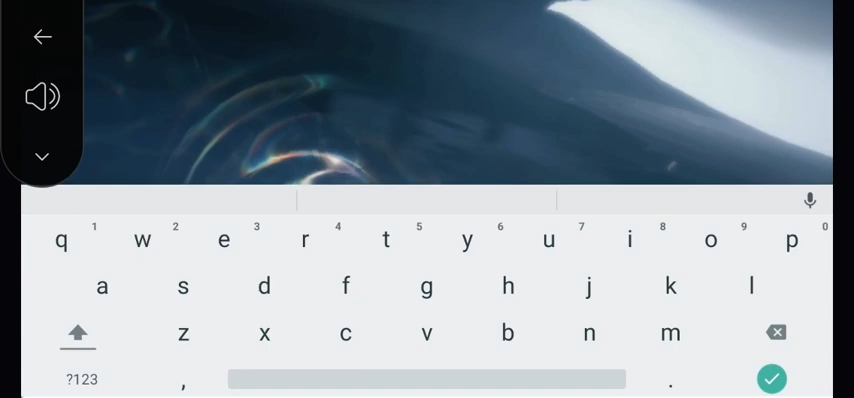 1 2 3 4 5 6 7 8 9 0
q w e r t y u i o p
a s d f g h j k l
z x c v b n m
?123 , .